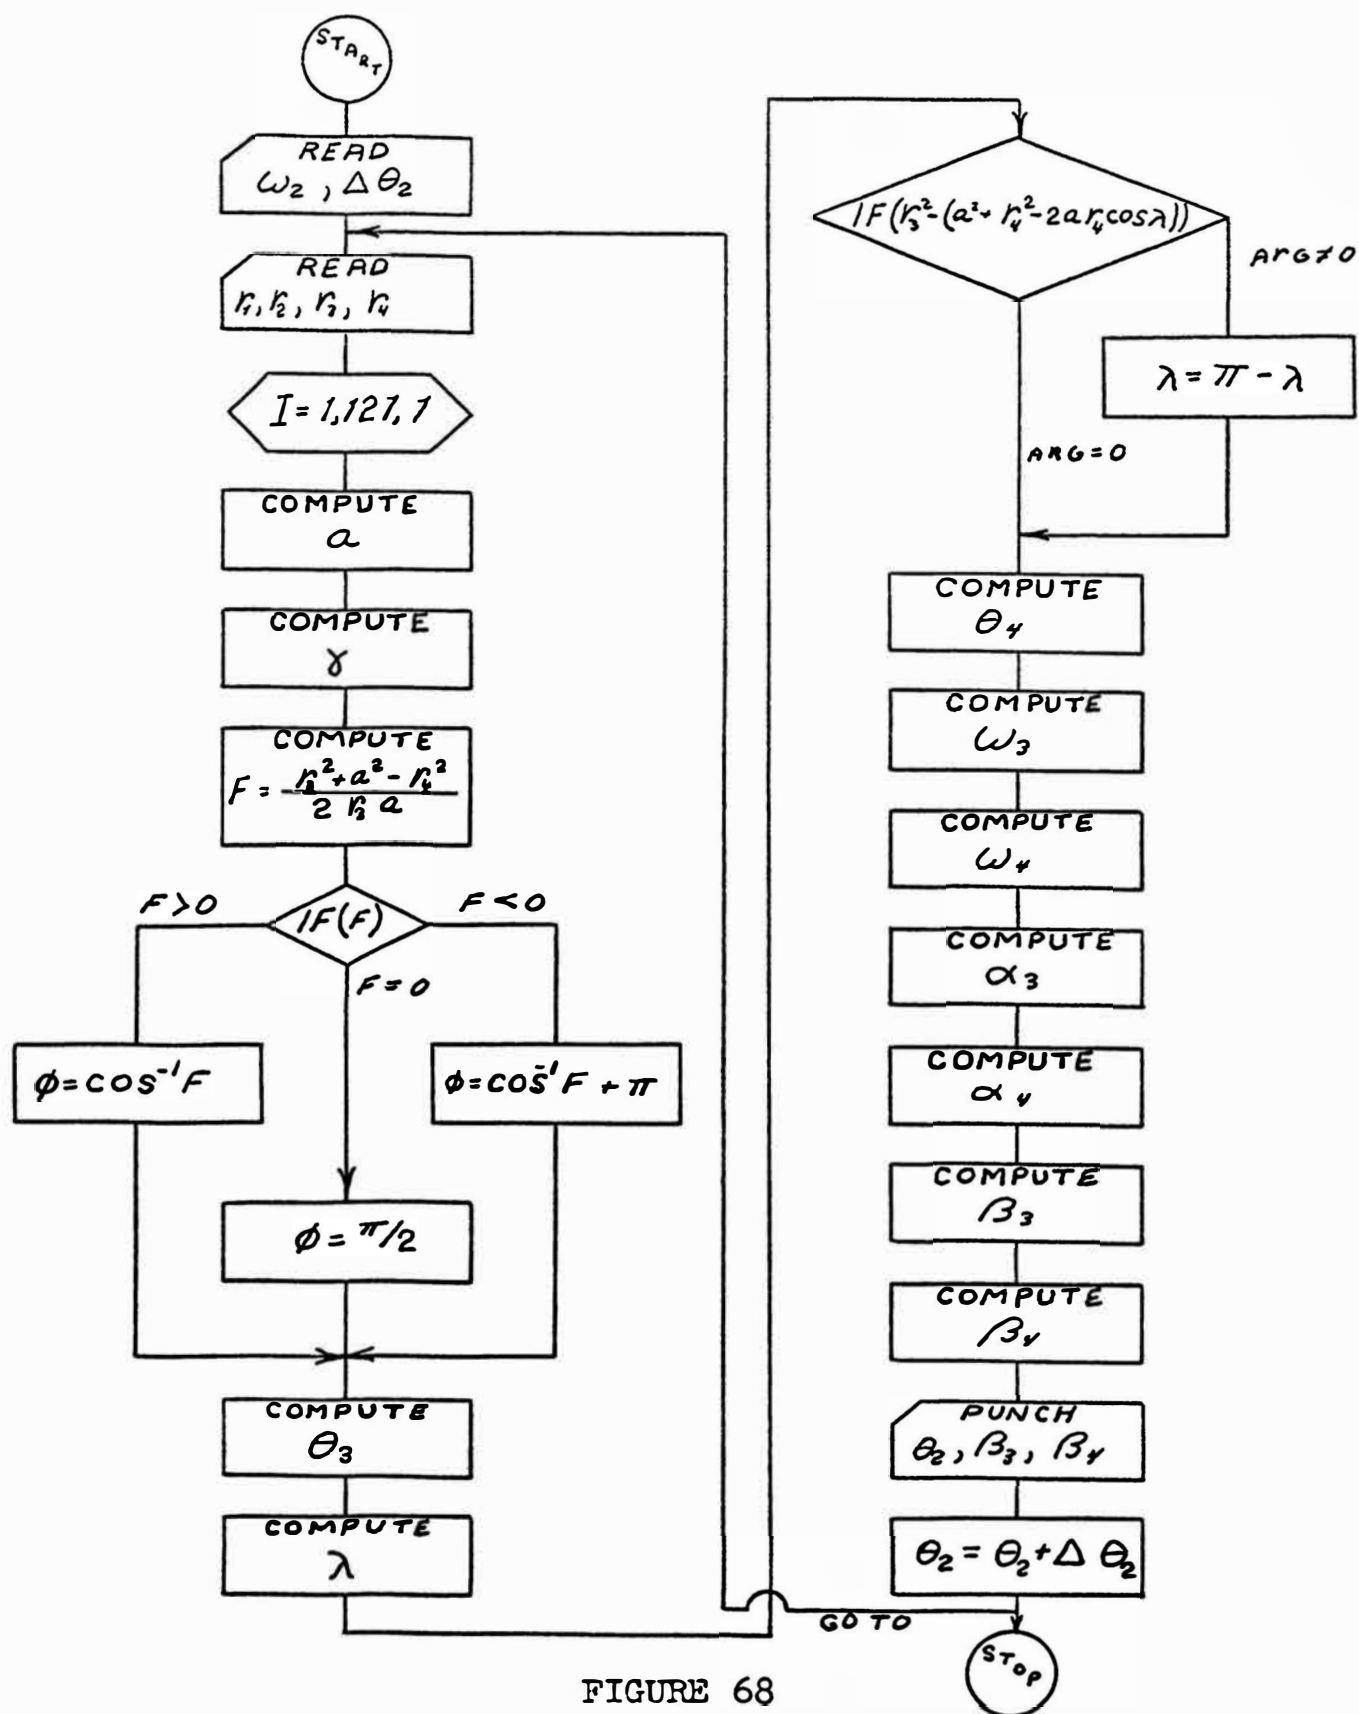 START
READ
ω₂, Δθ₂
READ
r₁, r₂, r₃, r₄
I = 1,121,1
COMPUTE
a
COMPUTE
γ
COMPUTE
F = r₃² + a² - r₄² / 2 r₃ a
F > 0
IF(F)
F < 0
F = 0
φ = COS⁻¹F
φ = COS⁻¹F + π
φ = π/2
COMPUTE
θ₃
COMPUTE
λ
IF(r₃² - (a² + r₄² - 2ar₄cosλ))
ArG ≠ 0
λ = π - λ
ARG = 0
COMPUTE
θ₄
COMPUTE
ω₃
COMPUTE
ω₄
COMPUTE
α₃
COMPUTE
α₄
COMPUTE
β₃
COMPUTE
β₄
PUNCH
θ₂, β₃, β₄
θ₂ = θ₂ + Δθ₂
GO TO
STOP
FIGURE 68